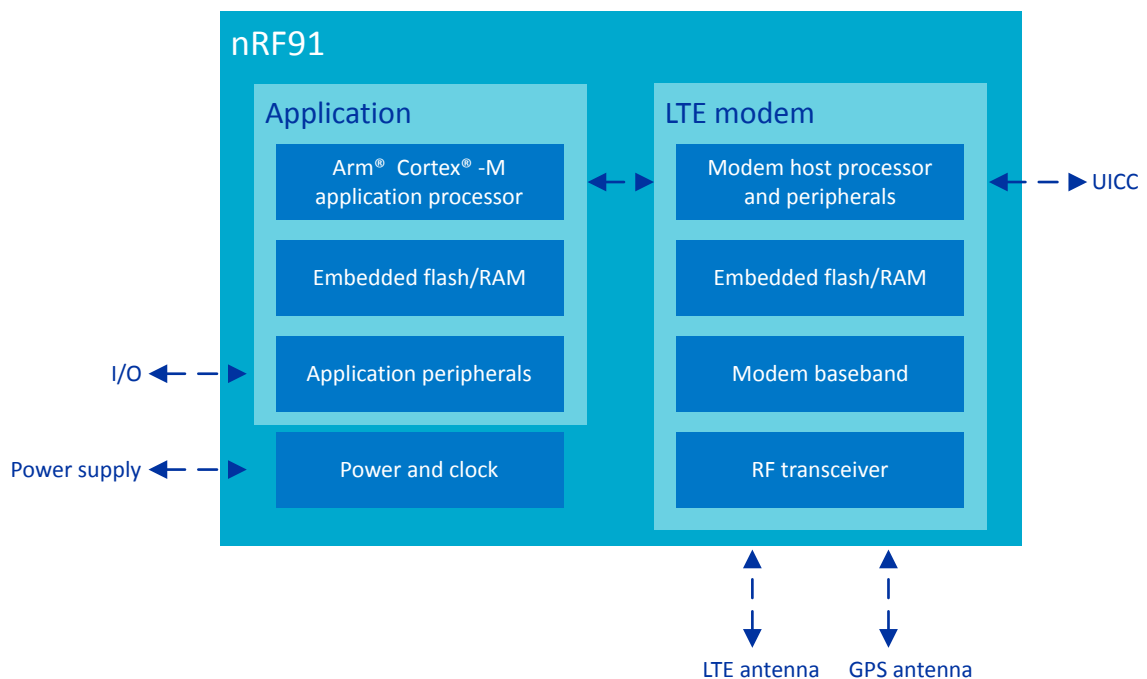 nRF91
Application
Arm® Cortex® -M
application processor
Embedded flash/RAM
Application peripherals
Power and clock
LTE modem
Modem host processor
and peripherals
Embedded flash/RAM
Modem baseband
RF transceiver
UICC
I/O
Power supply
LTE antenna
GPS antenna